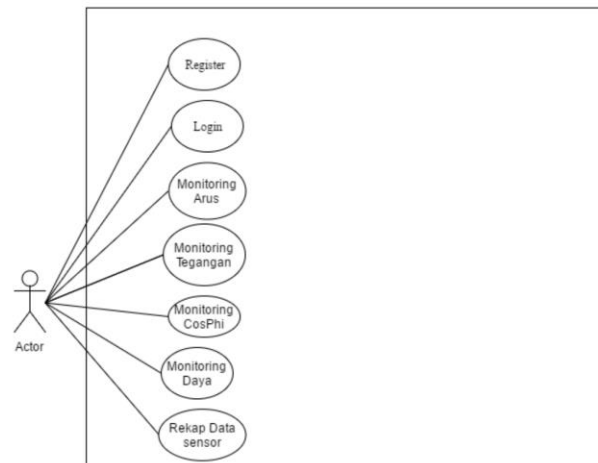 Register
Login
Monitoring
Arus
Monitoring
Tegangan
Monitoring
CosPhi
Actor
Monitoring
Daya
Rekap Data
sensor